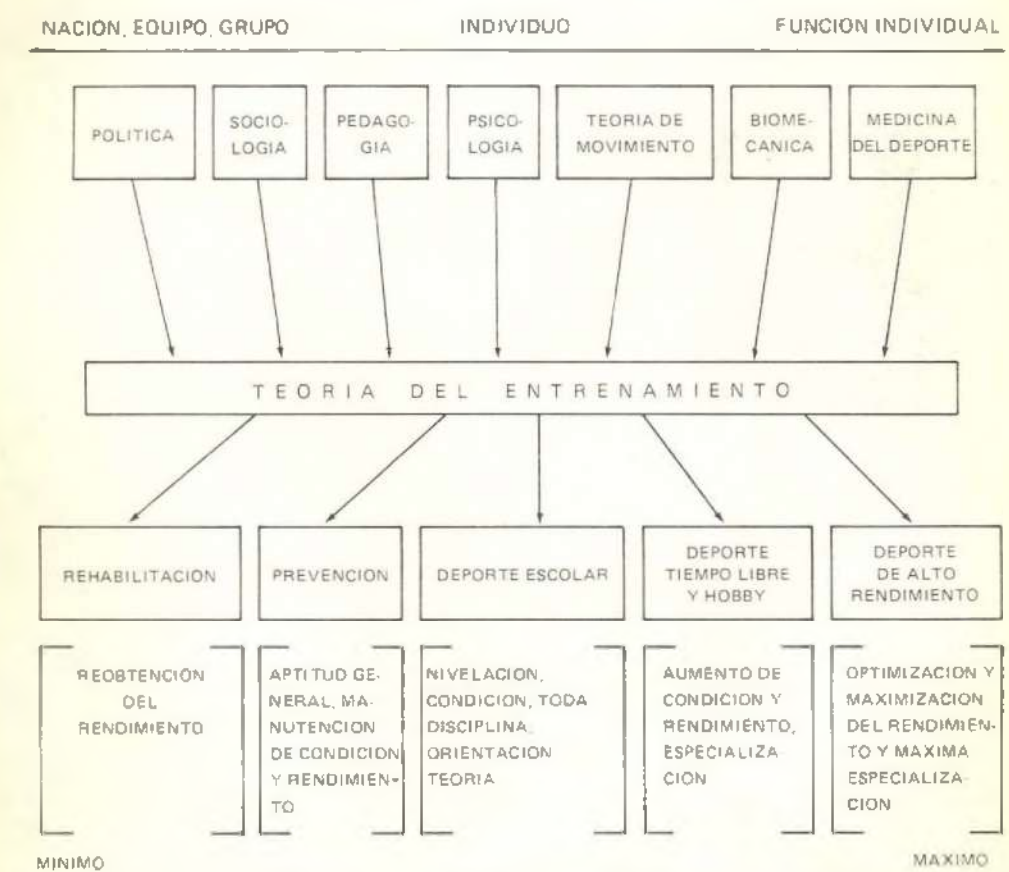 NACION, EQUIPO, GRUPO
INDIVIDUO
FUNCION INDIVIDUAL
POLITICA
SOCIO-
LOGIA
PEDAGO-
GIA
PSICO-
LOGIA
TEORIA DE
MOVIMIENTO
BIOME-
CANICA
MEDICINA
DEL DEPORTE
TEORIA DEL ENTRENAMIENTO
REHABILITACION
PREVENCION
DEPORTE ESCOLAR
DEPORTE
TIEMPO LIBRE
Y HOBBY
DEPORTE
DE ALTO
RENDIMIENTO
REOBTENCIÓN
DEL
RENDIMIENTO
APTITUD GE-
NERAL, MA-
NUTENCION
DE CONDICION
Y RENDIMIEN-
TO
NIVELACION,
CONDICION, TODA
DISCIPLINA,
ORIENTACION
TEORIA
AUMENTO DE
CONDICION Y
RENDIMIENTO,
ESPECIALIZA-
CION
OPTIMIZACION Y
MAXIMIZACION
DEL RENDIMIEN-
TO Y MAXIMA
ESPECIALIZA-
CION
MINIMO
MAXIMO